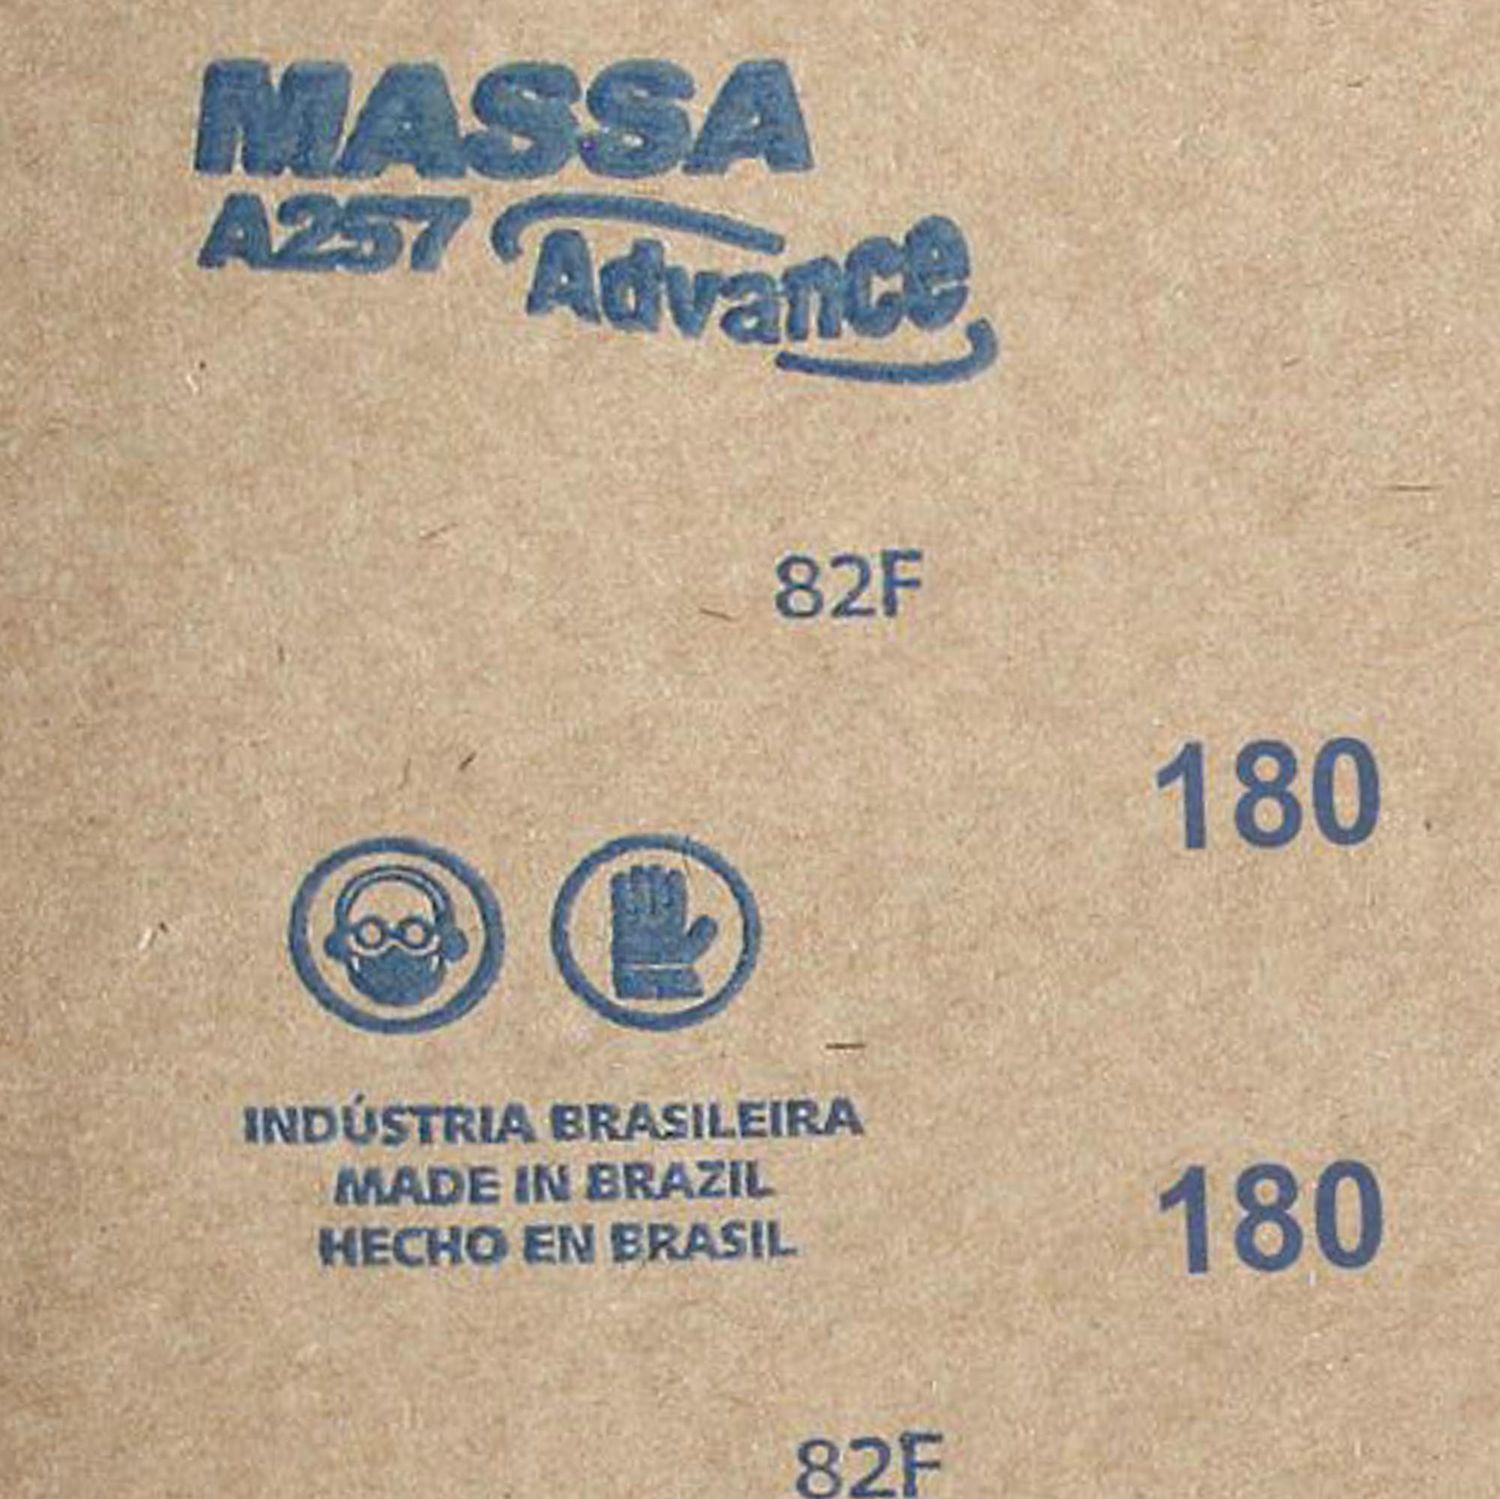 MASSA
A257 Advance
82F
180
INDÚSTRIA BRASILEIRA
MADE IN BRAZIL
HECHO EN BRASIL
180
82F